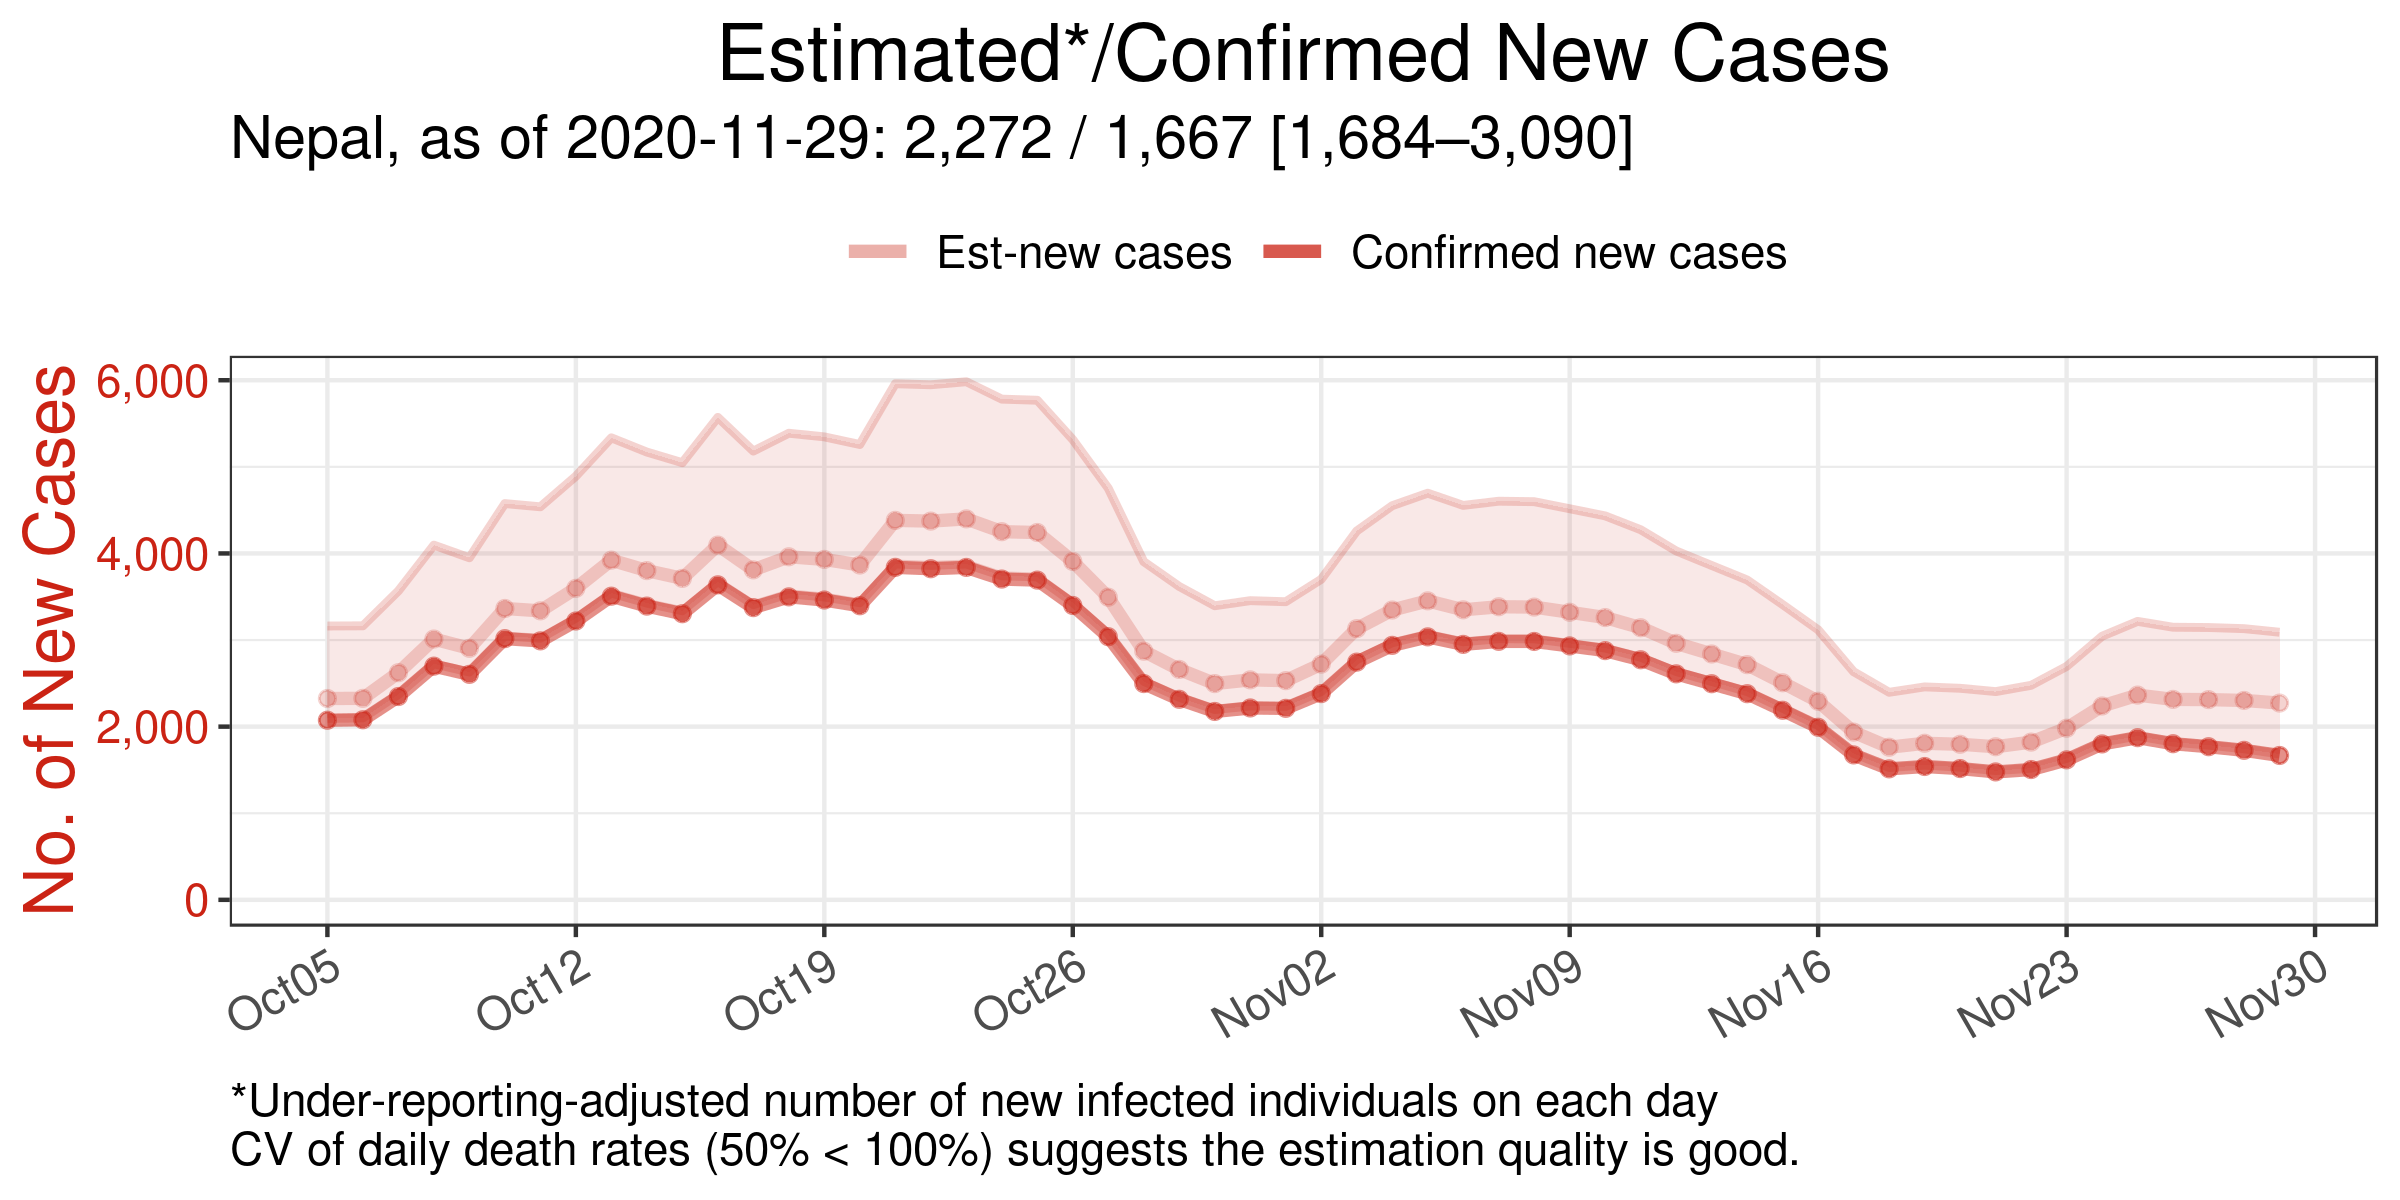 Estimated*/Confirmed New Cases
Nepal, as of 2020-11-29: 2,272 / 1,667 [1,684–3,090]
Est-new cases Confirmed new cases
No. of New Cases
6,000
4,000
2,000
0
Oct05 Oct12 Oct19 Oct26 Nov02 Nov09 Nov16 Nov23 Nov30
*Under-reporting-adjusted number of new infected individuals on each day
CV of daily death rates (50% < 100%) suggests the estimation quality is good.